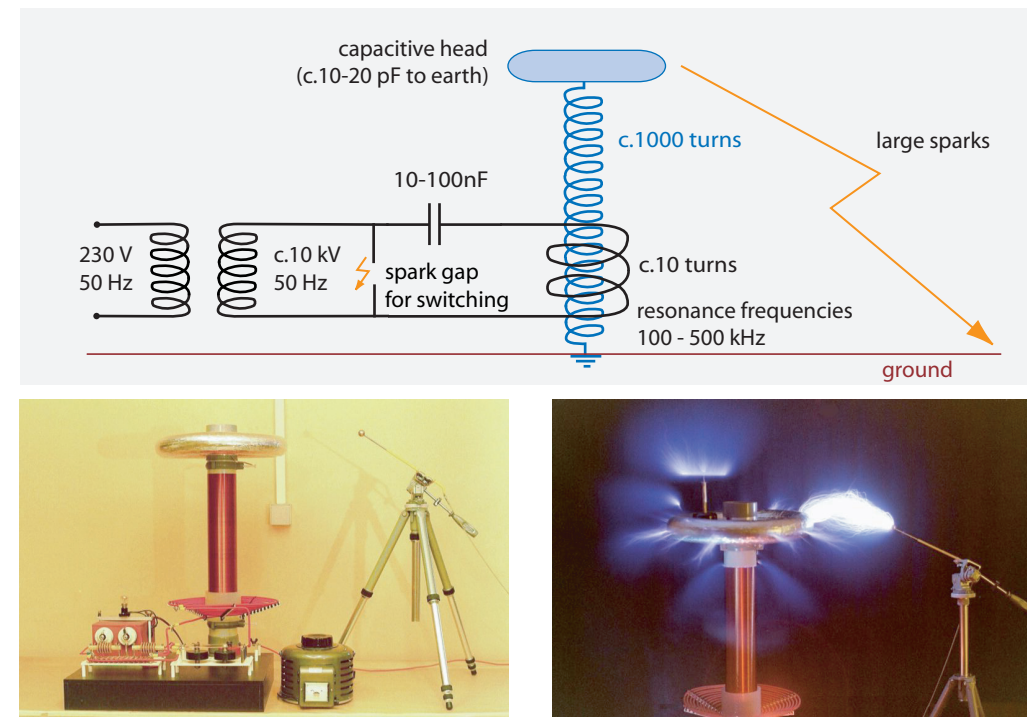 capacitive head
(c.10-20 pF to earth)
c.1000 turns
large sparks
10-100nF
230 V
50 Hz
c.10 kV
50 Hz
spark gap
for switching
c.10 turns
resonance frequencies
100 - 500 kHz
ground